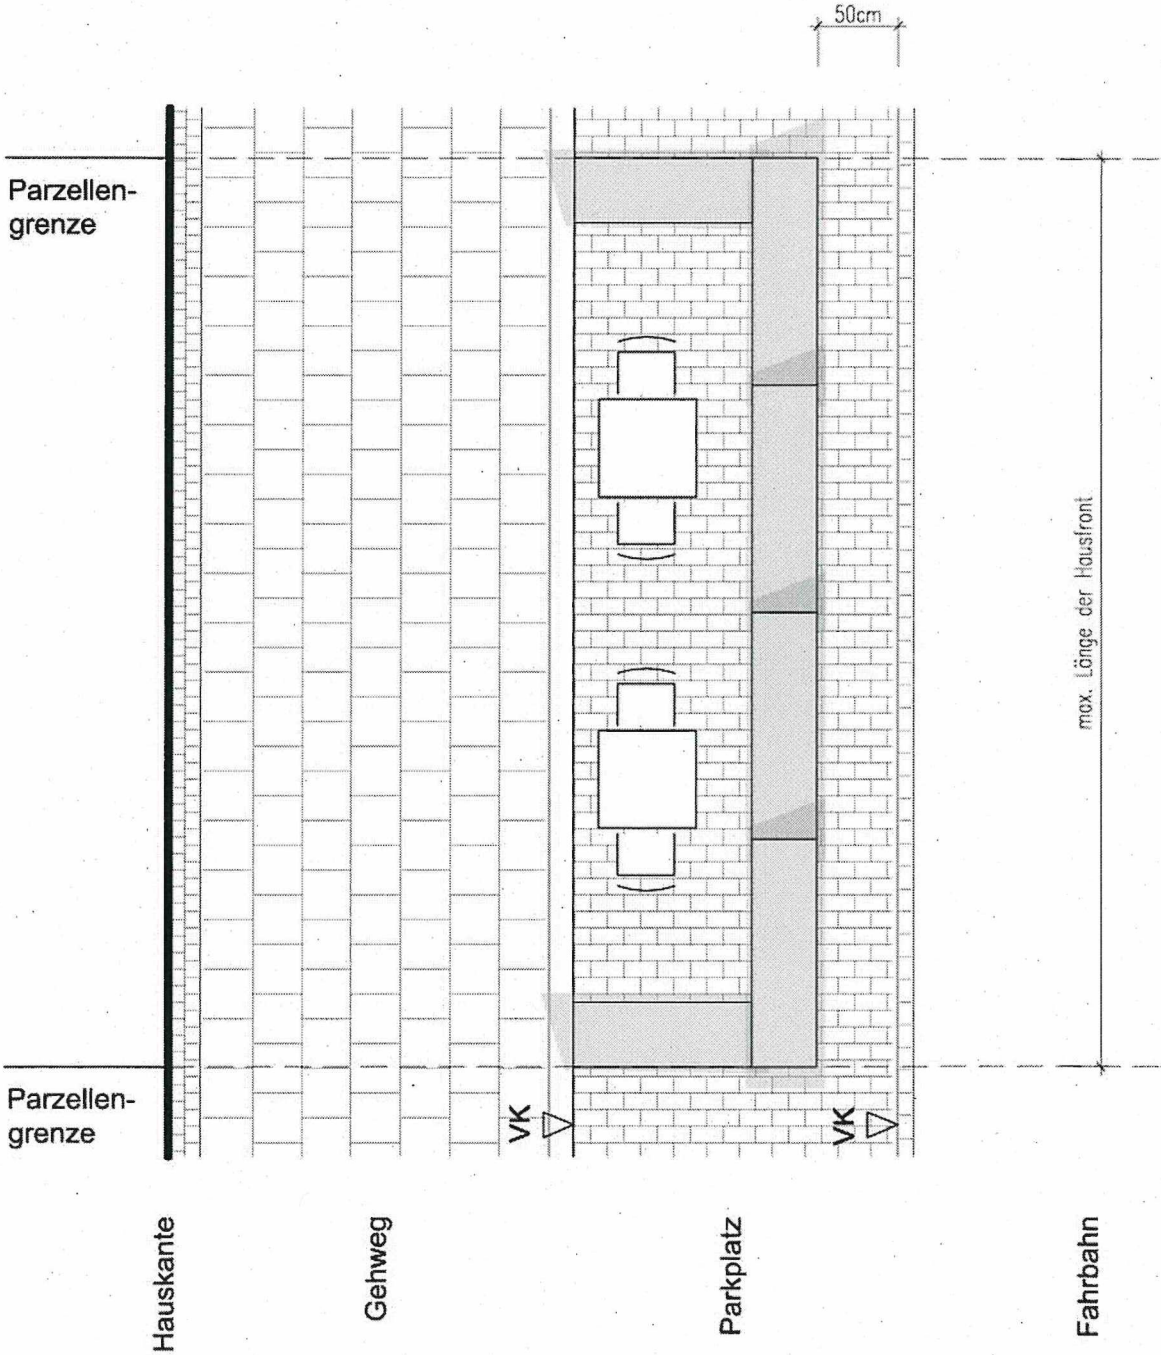 50cm
Parzellen-
grenze
max. Länge der Hausfront
Parzellen-
grenze
VK
VK
Hauskante
Gehweg
Parkplatz
Fahrbahn